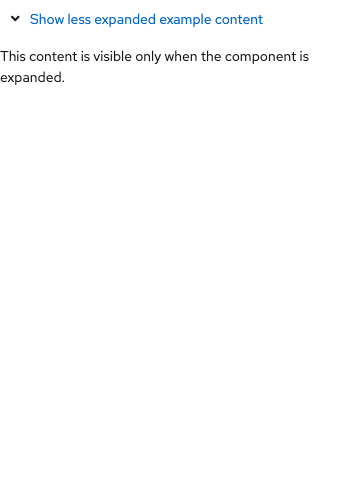 Show less expanded example content
This content is visible only when the component is
expanded.